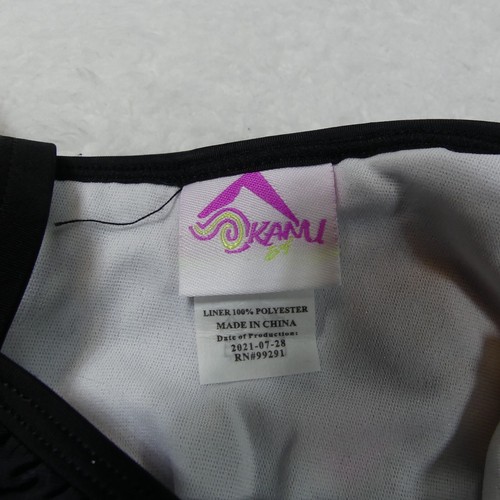 KANU
LINER 100% POLYESTER
MADE IN CHINA
Date of Production:
2021-07-28
RN#99291